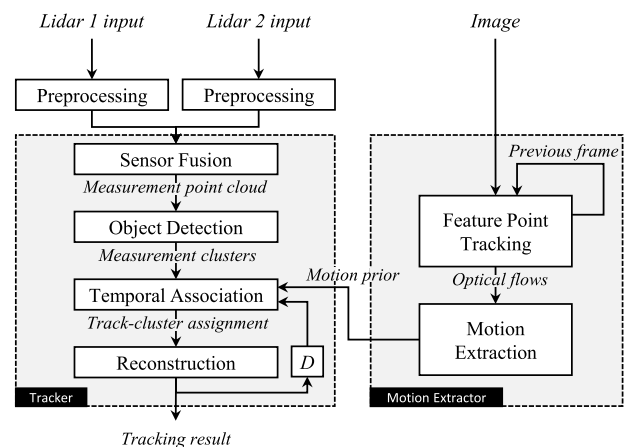 Lidar 1 input
Lidar 2 input
Image
Preprocessing
Preprocessing
Sensor Fusion
Measurement point cloud
Object Detection
Measurement clusters
Temporal Association
Track-cluster assignment
Reconstruction
D
Tracker
Tracking result
Motion prior
Previous frame
Feature Point
Tracking
Optical flows
Motion
Extraction
Motion Extractor